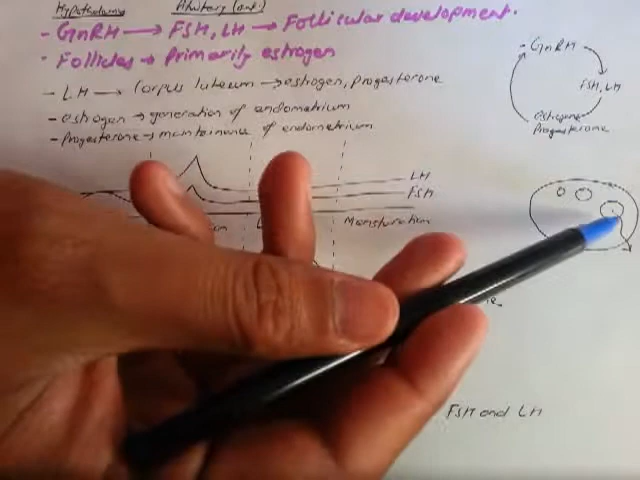 Hypothalamus Pituitary (ant.)
- GnRH → FSH, LH → Follicular development.
- Follicles → Primarily estrogen
- LH → Corpus luteum → estrogen, progesterone
- estrogen → generation of endometrium
- Progesterone → maintenance of endometrium
- GnRH
FSH, LH
estrogen
Progesterone
LH
FSH
Menstruation
FSH and LH